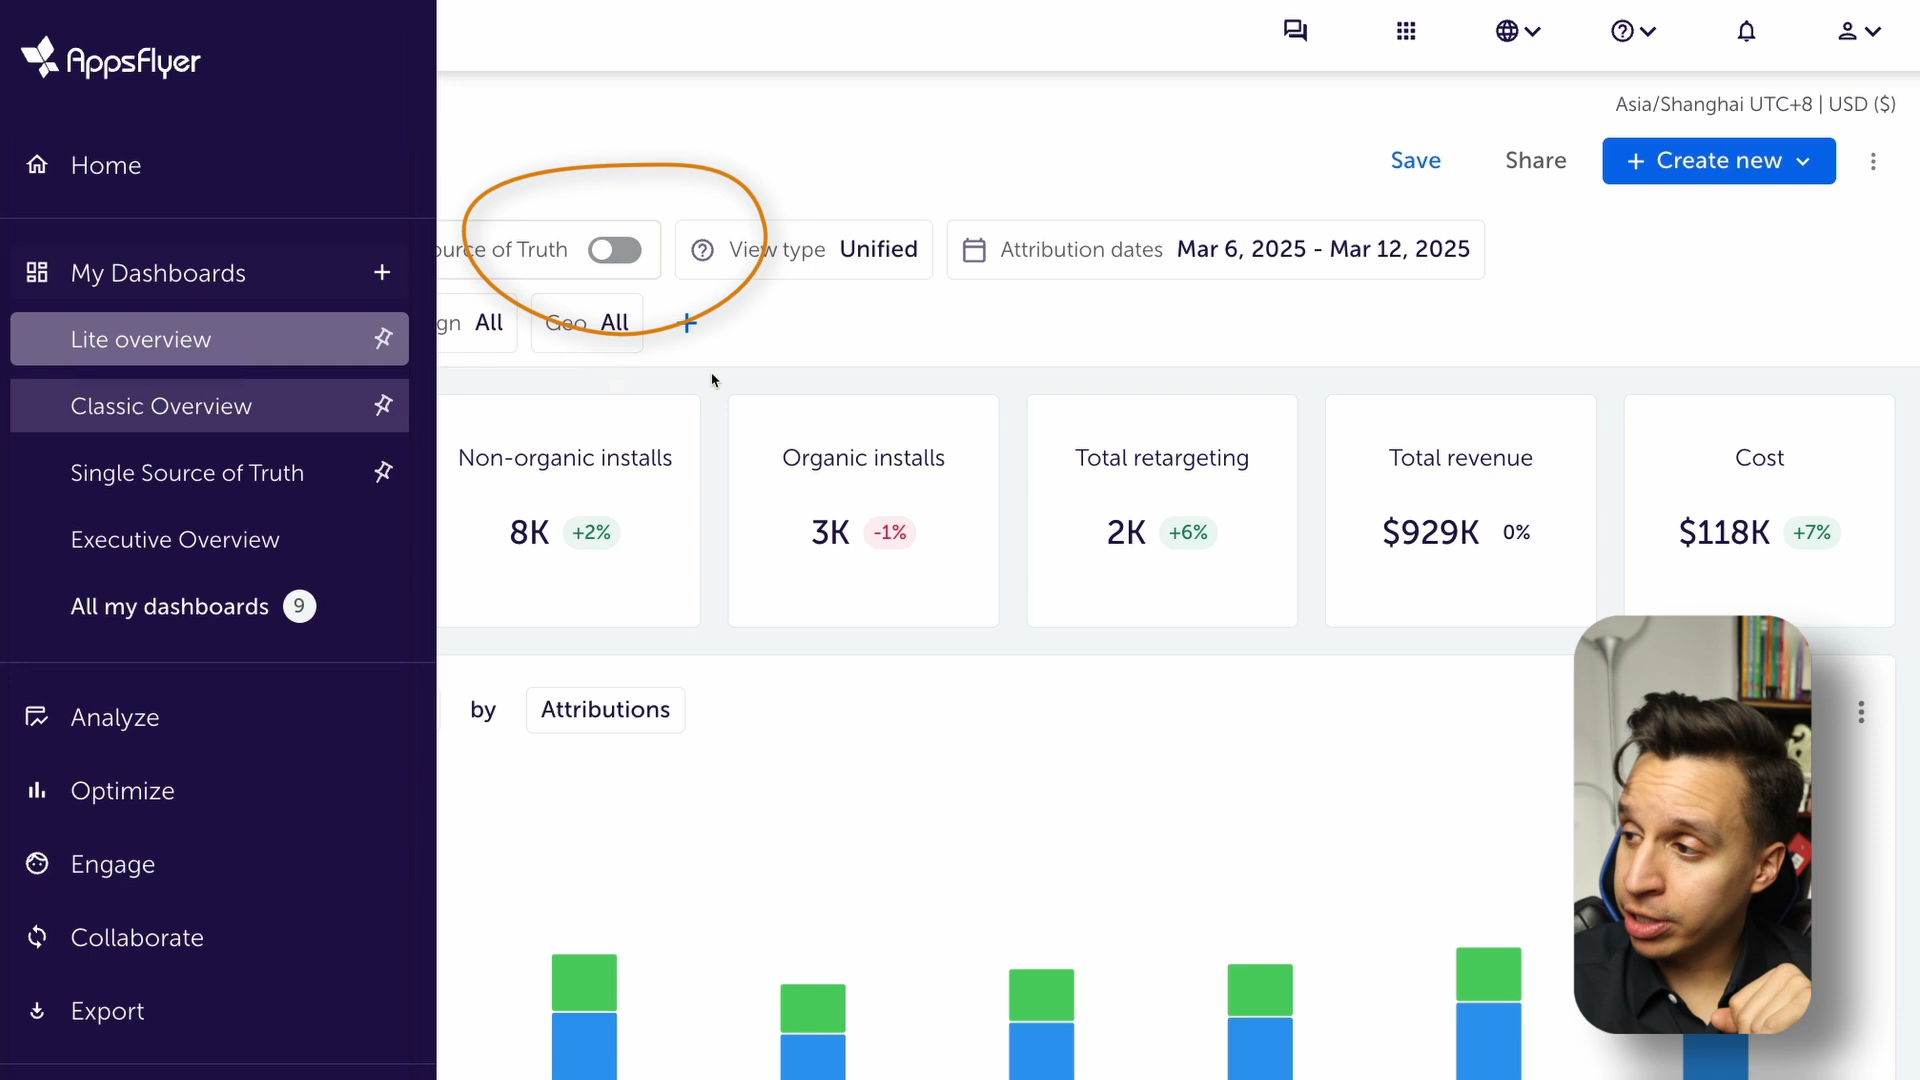 AppsFlyer
Home
My Dashboards
Lite overview
Classic Overview
Single Source of Truth
Executive Overview
All my dashboards 9
Analyze
Optimize
Engage
Collaborate
Export
Asia/Shanghai UTC+8 | USD ($)
Save Share + Create new
ource of Truth
View type Unified
Attribution dates Mar 6, 2025 - Mar 12, 2025
gn All
Geo All
+
Non-organic installs
8K +2%
Organic installs
3K -1%
Total retargeting
2K +6%
Total revenue
$929K 0%
Cost
$118K +7%
by Attributions